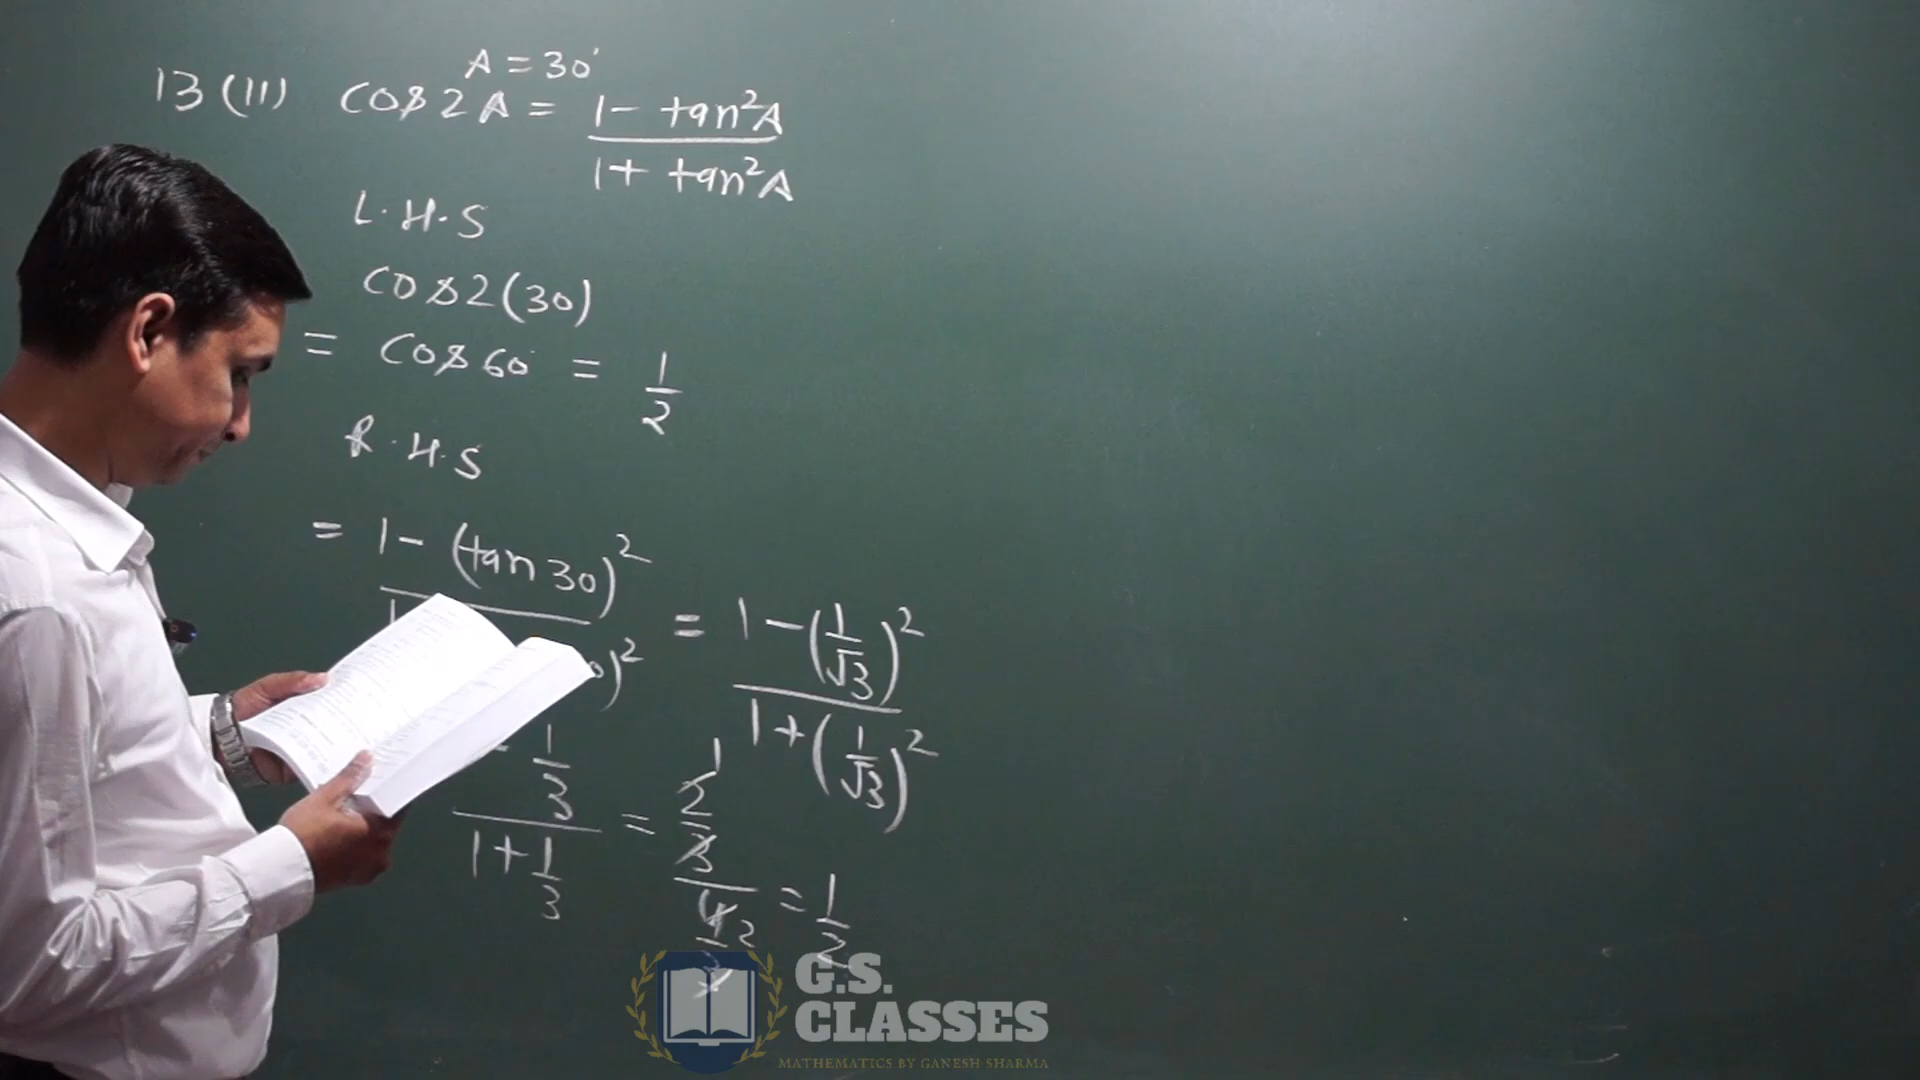 A = 30°
13 (11) cos 2A = 1 - tan²A
1 + tan²A
L.H.S
cos 2(30)
= cos 60° = 1
2
R.H.S
= 1 - (tan 30)²
)²
= 1 - (1/√3)²
1 + (1/√3)²
- 1/3
1 + 1/3
= 2/3
4/3
= 1/2
G.S.
CLASSES
MATHEMATICS BY GANESH SHARMA